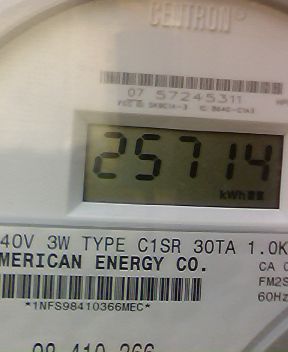 CENTRON®
07 57245311
25714
kWh
40V 3W TYPE C1SR 30TA 1.0K
MERICAN ENERGY CO.
CA 0
FM2S
60Hz
*1NFS98410366MEC*
98 410 366